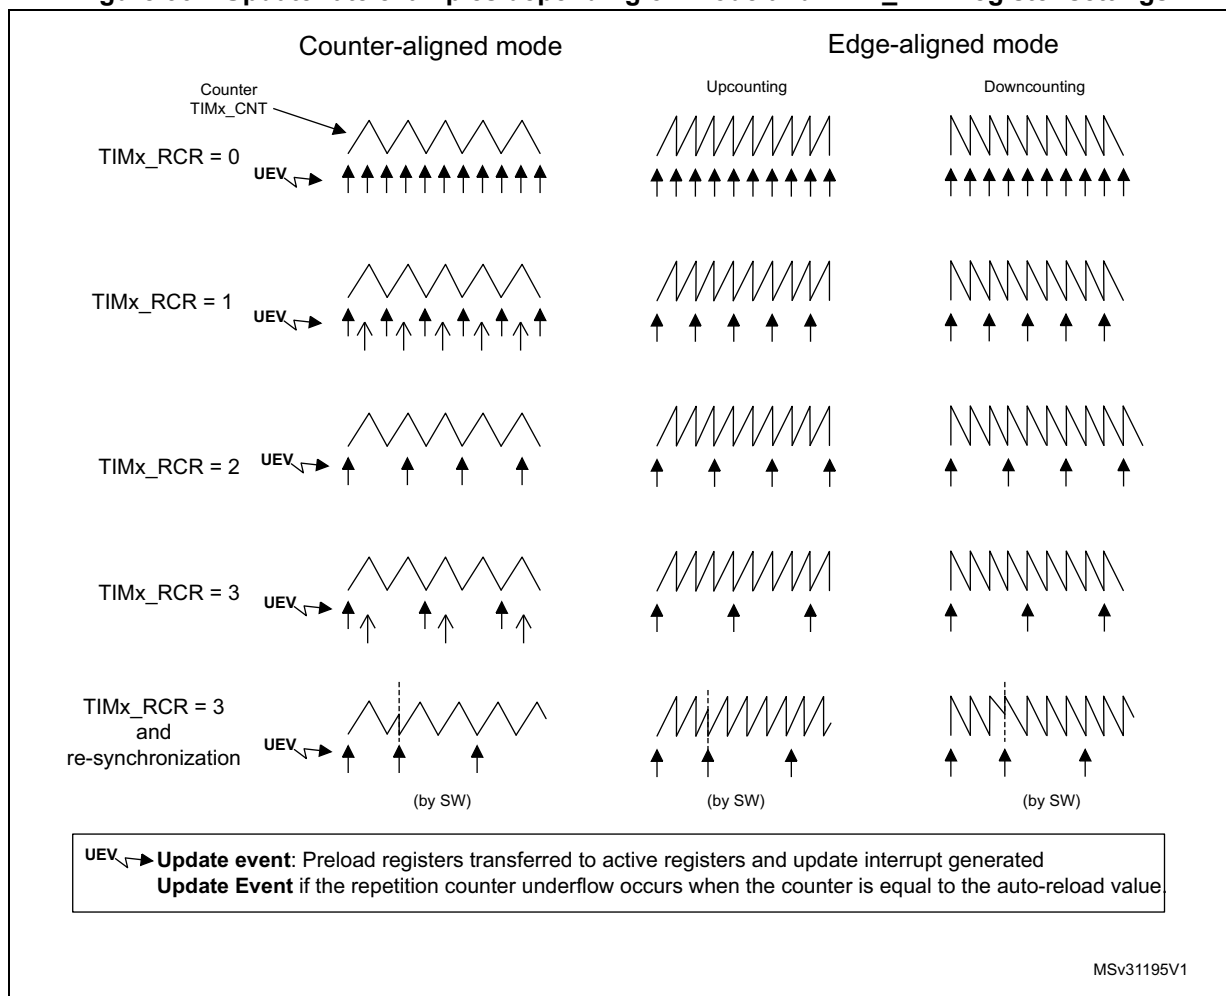 Counter-aligned mode
Edge-aligned mode
Counter
TIMx_CNT
Upcounting
Downcounting
TIMx_RCR = 0
UEV
TIMx_RCR = 1
UEV
TIMx_RCR = 2
UEV
TIMx_RCR = 3
UEV
TIMx_RCR = 3
and
re-synchronization
UEV
(by SW)
(by SW)
(by SW)
UEV Update event: Preload registers transferred to active registers and update interrupt generated
Update Event if the repetition counter underflow occurs when the counter is equal to the auto-reload value.
MSv31195V1